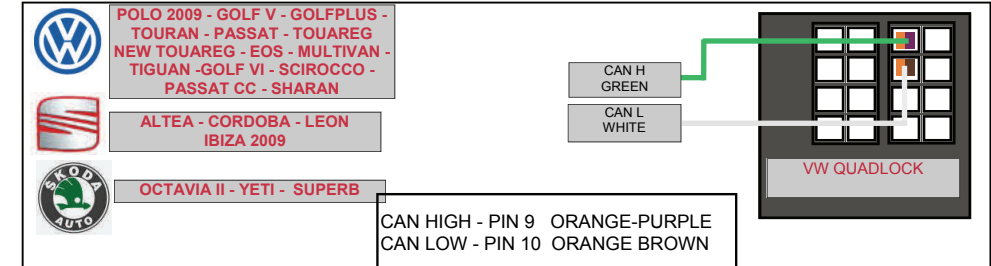 POLO 2009 - GOLF V - GOLFPLUS -
TOURAN - PASSAT - TOUAREG
NEW TOUAREG - EOS - MULTIVAN -
TIGUAN -GOLF VI - SCIROCCO -
PASSAT CC - SHARAN
ALTEA - CORDOBA - LEON
IBIZA 2009
SKODA
AUTO
OCTAVIA II - YETI - SUPERB
CAN H
GREEN
CAN L
WHITE
VW QUADLOCK
CAN HIGH - PIN 9 ORANGE-PURPLE
CAN LOW - PIN 10 ORANGE BROWN